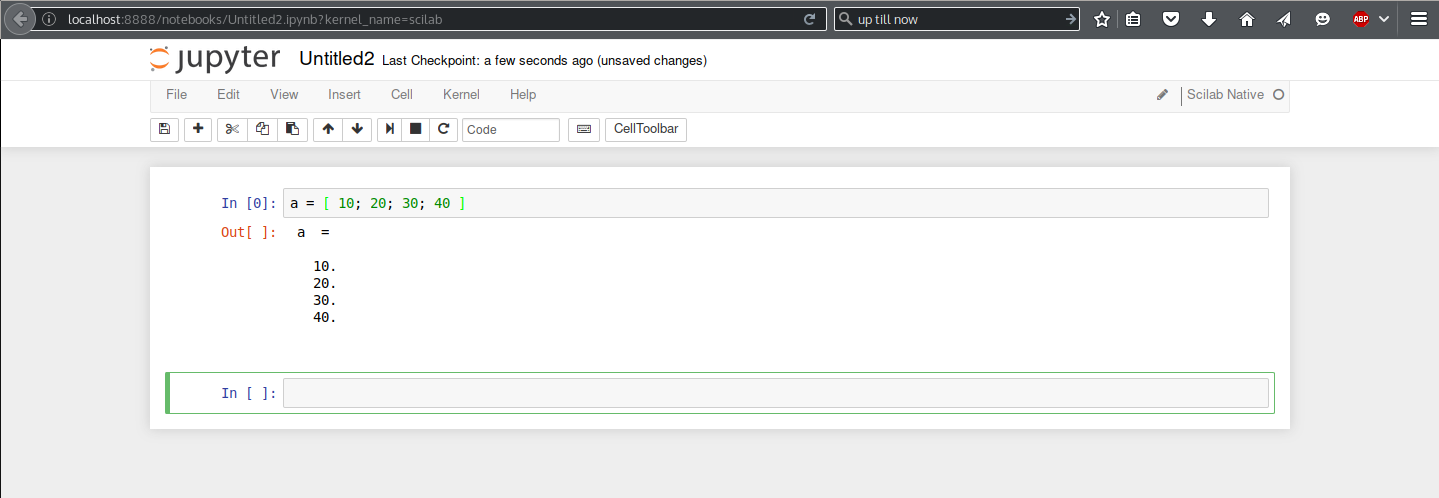 localhost:8888/notebooks/Untitled2.ipynb?kernel_name=scilab up till now ABP
jupyter Untitled2 Last Checkpoint: a few seconds ago (unsaved changes)
File Edit View Insert Cell Kernel Help Scilab Native
Code CellToolbar
In [0]: a = [ 10; 20; 30; 40 ]
Out[ ]: a =
10.
20.
30.
40.
In [ ]: